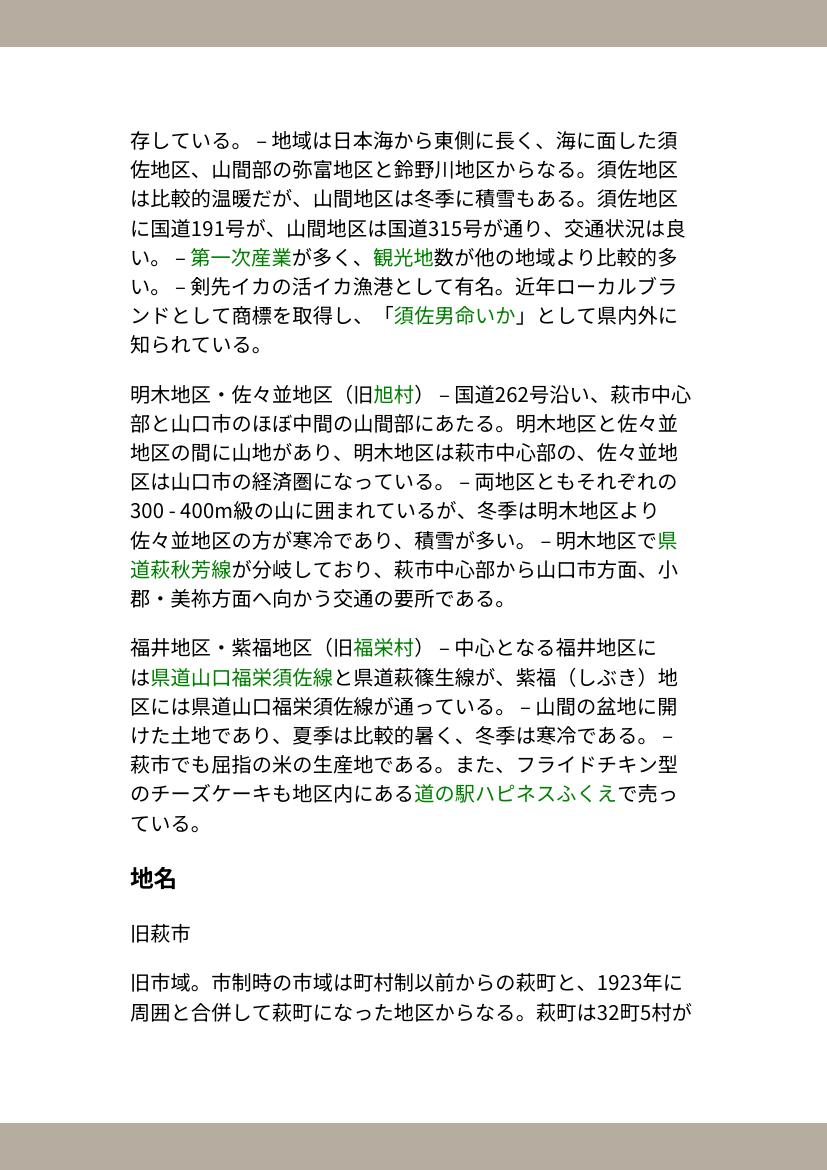 存している。 – 地域は日本海から東側に長く、海に面した須
佐地区、山間部の弥富地区と鈴野川地区からなる。須佐地区
は比較的温暖だが、山間地区は冬季に積雪もある。須佐地区
に国道191号が、山間地区は国道315号が通り、交通状況は良
い。 – 第一次産業が多く、観光地数が他の地域より比較的多
い。 – 剣先イカの活イカ漁港として有名。近年ローカルブラ
ンドとして商標を取得し、「須佐男命いか」として県内外に
知られている。
明木地区・佐々並地区（旧旭村） – 国道262号沿い、萩市中心
部と山口市のほぼ中間の山間部にあたる。明木地区と佐々並
地区の間に山地があり、明木地区は萩市中心部の、佐々並地
区は山口市の経済圏になっている。 – 両地区ともそれぞれの
300 - 400m級の山に囲まれているが、冬季は明木地区より
佐々並地区の方が寒冷であり、積雪が多い。 – 明木地区で県
道萩秋芳線が分岐しており、萩市中心部から山口市方面、小
郡・美祢方面へ向かう交通の要所である。
福井地区・紫福地区（旧福栄村） – 中心となる福井地区に
は県道山口福栄須佐線と県道萩篠生線が、紫福（しぶき）地
区には県道山口福栄須佐線が通っている。 – 山間の盆地に開
けた土地であり、夏季は比較的暑く、冬季は寒冷である。 –
萩市でも屈指の米の生産地である。また、フライドチキン型
のチーズケーキも地区内にある道の駅ハピネスふくえで売っ
ている。
地名
旧萩市
旧市域。市制時の市域は町村制以前からの萩町と、1923年に
周囲と合併して萩町になった地区からなる。萩町は32町5村が